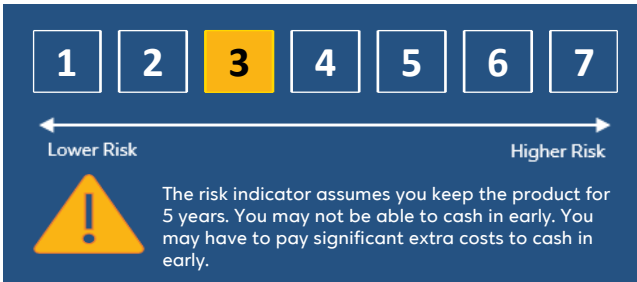 1 2 3 4 5 6 7
Lower Risk Higher Risk
The risk indicator assumes you keep the product for
5 years. You may not be able to cash in early. You
may have to pay significant extra costs to cash in
early.